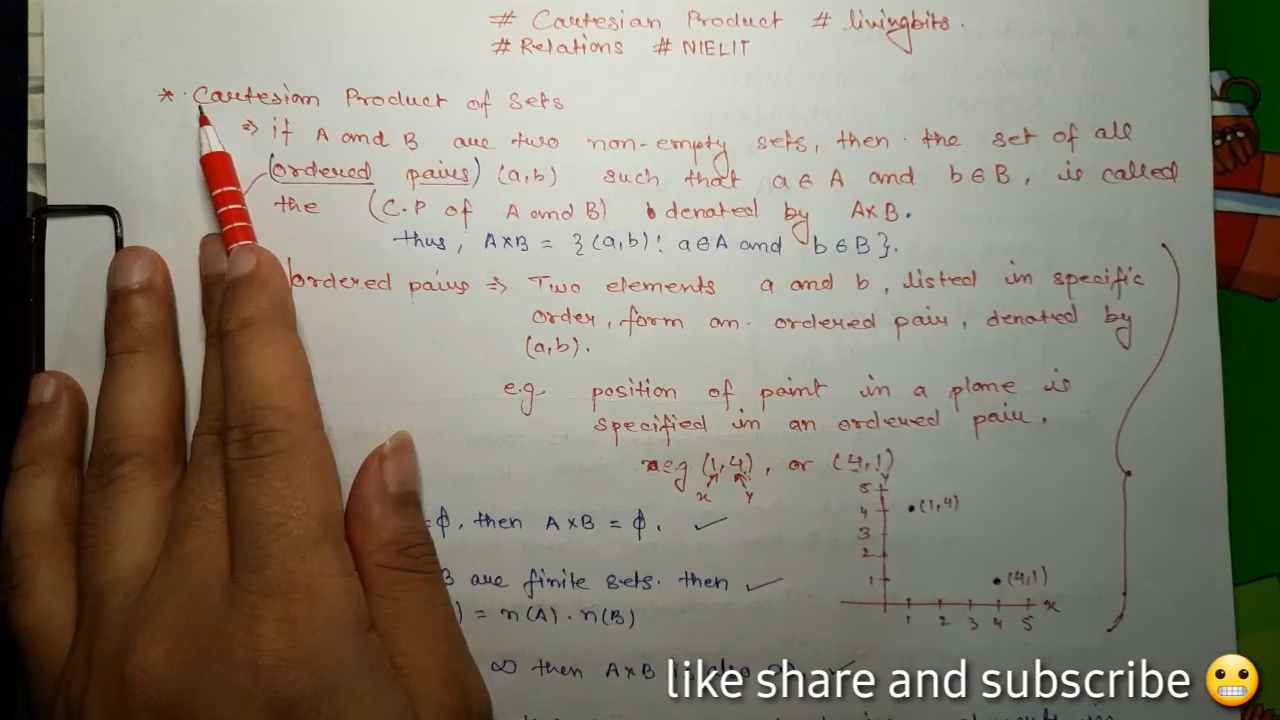 # Cartesian Product # livingbits.
# Relations # NIELIT
* Cartesian Product of Sets
⇒ if A and B are two non-empty sets, then the set of all
(ordered pairs) (a,b) such that a∈A and b∈B, is called
the (C.P of A and B) denoted by A×B.
thus, A×B = {(a,b): a∈A and b∈B}.
ordered pairs ⇒ Two elements a and b, listed in specific
order, form an ordered pair, denoted by
(a,b).
e.g. position of point in a plane is
specified in an ordered pair.
e.g (1,4), or (4,1)
x y
y
5
4 •(1,4)
3
2
1 •(4,1)
1 2 3 4 5 x
=ϕ, then A×B = ϕ. ✓
B are finite sets. then ✓
) = n(A).n(B)
∞ then A×B is also
like share and subscribe 😬